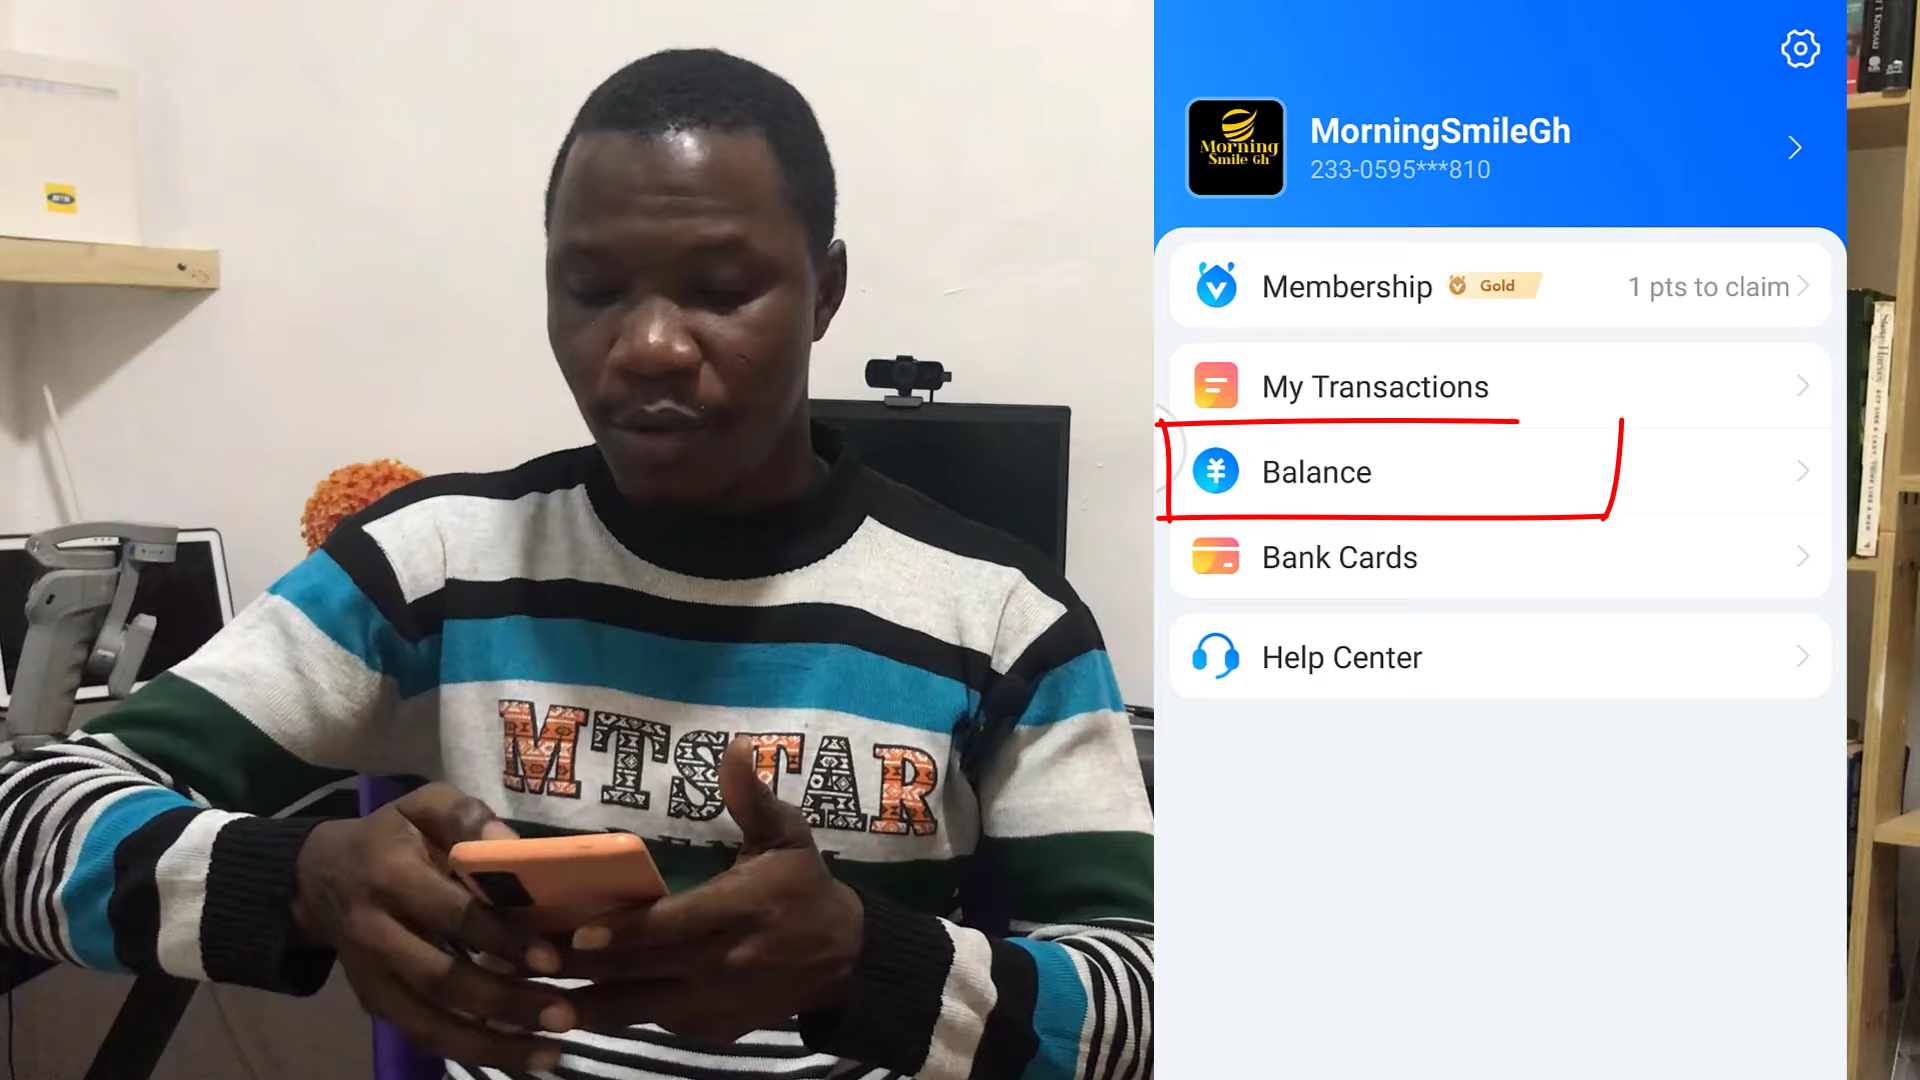 MTN
MTSTAR
Morning
Smile Gh
MorningSmileGh
233-0595***810
Membership
Gold
1 pts to claim
My Transactions
¥
Balance
Bank Cards
Help Center